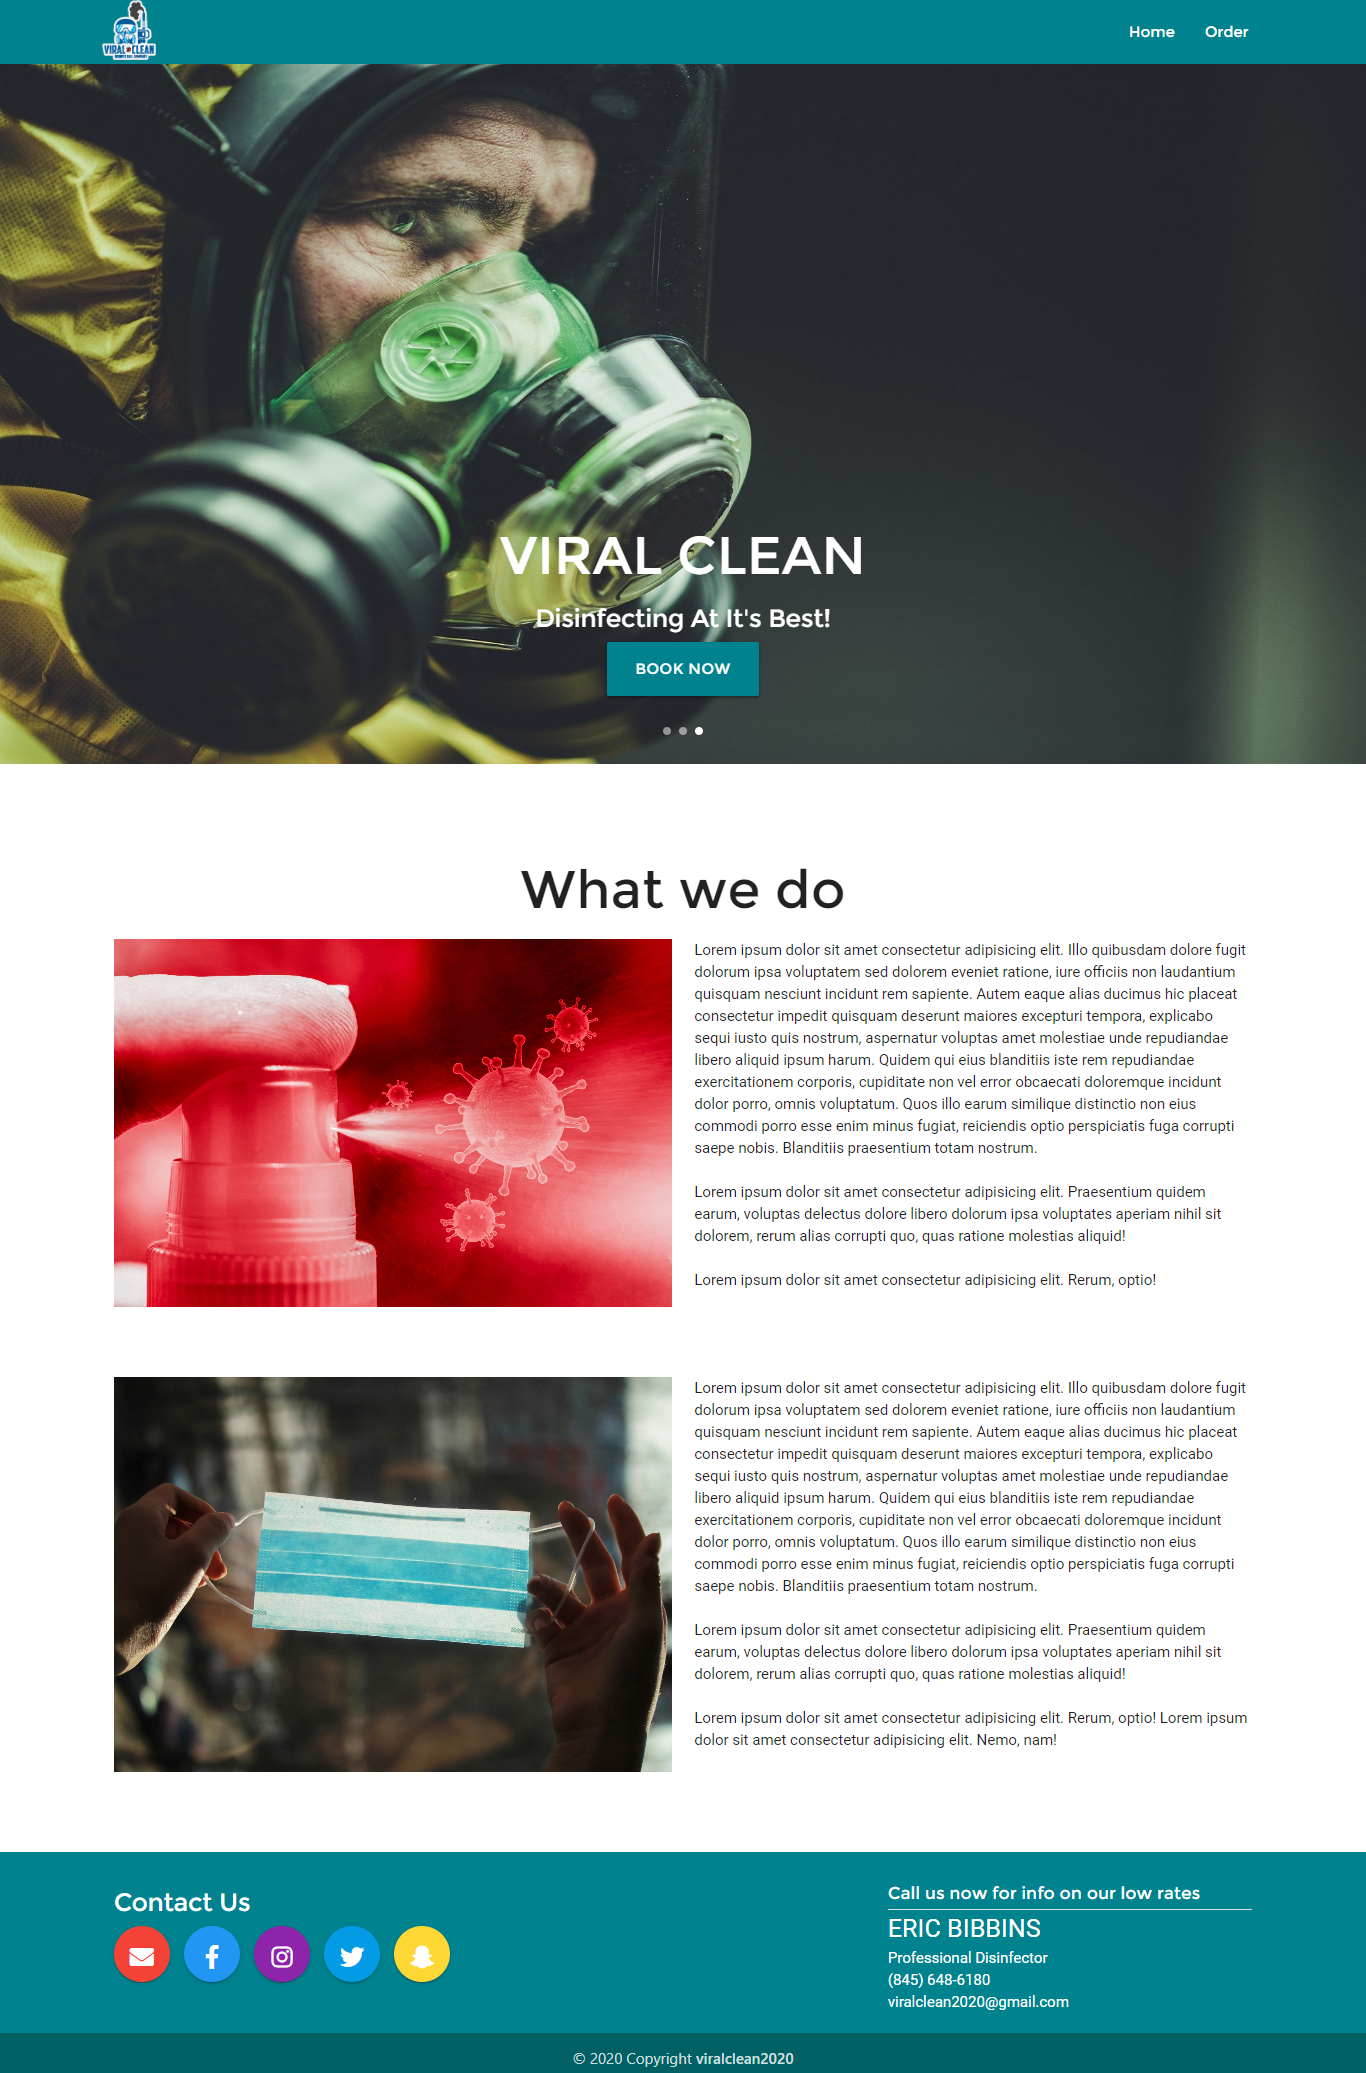 VIRAL CLEAN
Home Order
VIRAL CLEAN
Disinfecting At It's Best!
BOOK NOW
What we do
Lorem ipsum dolor sit amet consectetur adipisicing elit. Illo quibusdam dolore fugit
dolorum ipsa voluptatem sed dolorem eveniet ratione, iure officiis non laudantium
quisquam nesciunt incidunt rem sapiente. Autem eaque alias ducimus hic placeat
consectetur impedit quisquam deserunt maiores excepturi tempora, explicabo
sequi iusto quis nostrum, aspernatur voluptas amet molestiae unde repudiandae
libero aliquid ipsum harum. Quidem qui eius blanditiis iste rem repudiandae
exercitationem corporis, cupiditate non vel error obcaecati doloremque incidunt
dolor porro, omnis voluptatum. Quos illo earum similique distinctio non eius
commodi porro esse enim minus fugiat, reiciendis optio perspiciatis fuga corrupti
saepe nobis. Blanditiis praesentium totam nostrum.
Lorem ipsum dolor sit amet consectetur adipisicing elit. Praesentium quidem
earum, voluptas delectus dolore libero dolorum ipsa voluptates aperiam nihil sit
dolorem, rerum alias corrupti quo, quas ratione molestias aliquid!
Lorem ipsum dolor sit amet consectetur adipisicing elit. Rerum, optio!
Lorem ipsum dolor sit amet consectetur adipisicing elit. Illo quibusdam dolore fugit
dolorum ipsa voluptatem sed dolorem eveniet ratione, iure officiis non laudantium
quisquam nesciunt incidunt rem sapiente. Autem eaque alias ducimus hic placeat
consectetur impedit quisquam deserunt maiores excepturi tempora, explicabo
sequi iusto quis nostrum, aspernatur voluptas amet molestiae unde repudiandae
libero aliquid ipsum harum. Quidem qui eius blanditiis iste rem repudiandae
exercitationem corporis, cupiditate non vel error obcaecati doloremque incidunt
dolor porro, omnis voluptatum. Quos illo earum similique distinctio non eius
commodi porro esse enim minus fugiat, reiciendis optio perspiciatis fuga corrupti
saepe nobis. Blanditiis praesentium totam nostrum.
Lorem ipsum dolor sit amet consectetur adipisicing elit. Praesentium quidem
earum, voluptas delectus dolore libero dolorum ipsa voluptates aperiam nihil sit
dolorem, rerum alias corrupti quo, quas ratione molestias aliquid!
Lorem ipsum dolor sit amet consectetur adipisicing elit. Rerum, optio! Lorem ipsum
dolor sit amet consectetur adipisicing elit. Nemo, nam!
Contact Us
Call us now for info on our low rates
ERIC BIBBINS
Professional Disinfector
(845) 648-6180
viralclean2020@gmail.com
© 2020 Copyright viralclean2020